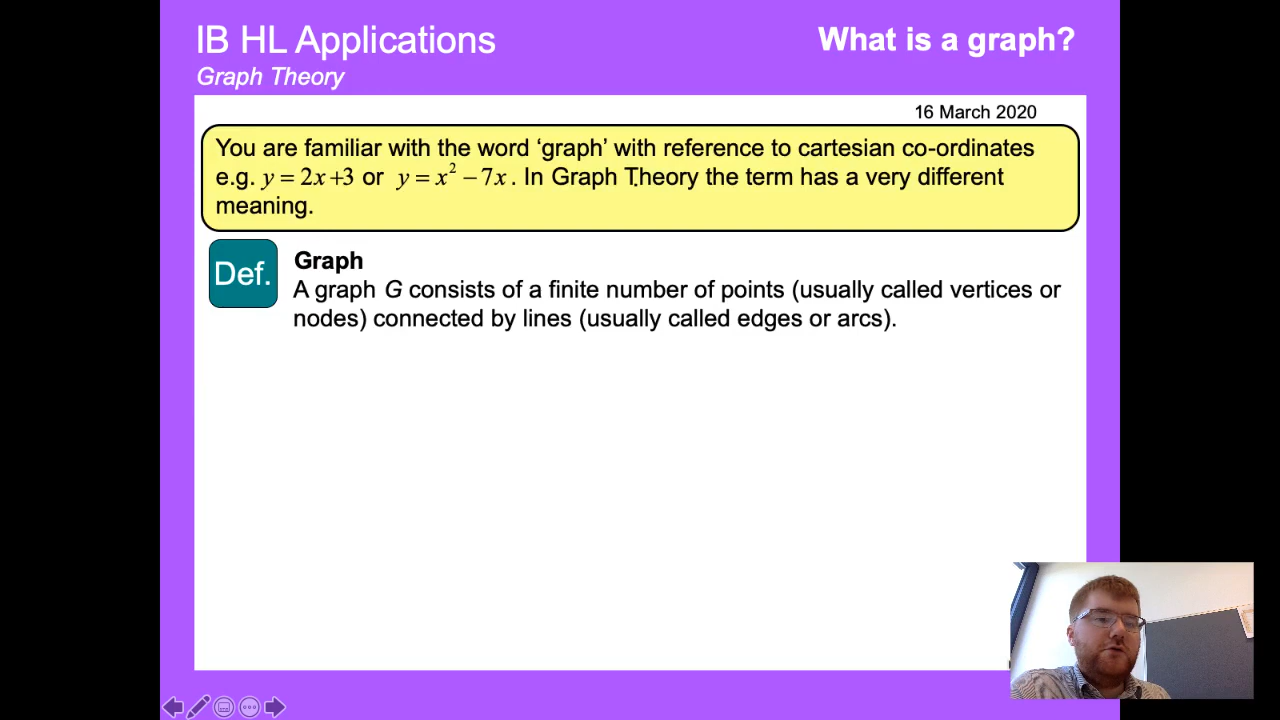 IB HL Applications
What is a graph?
Graph Theory
16 March 2020
You are familiar with the word ‘graph’ with reference to cartesian co-ordinates
e.g. y = 2x+3 or y = x² − 7x. In Graph Theory the term has a very different
meaning.
Def.
Graph
A graph G consists of a finite number of points (usually called vertices or
nodes) connected by lines (usually called edges or arcs).